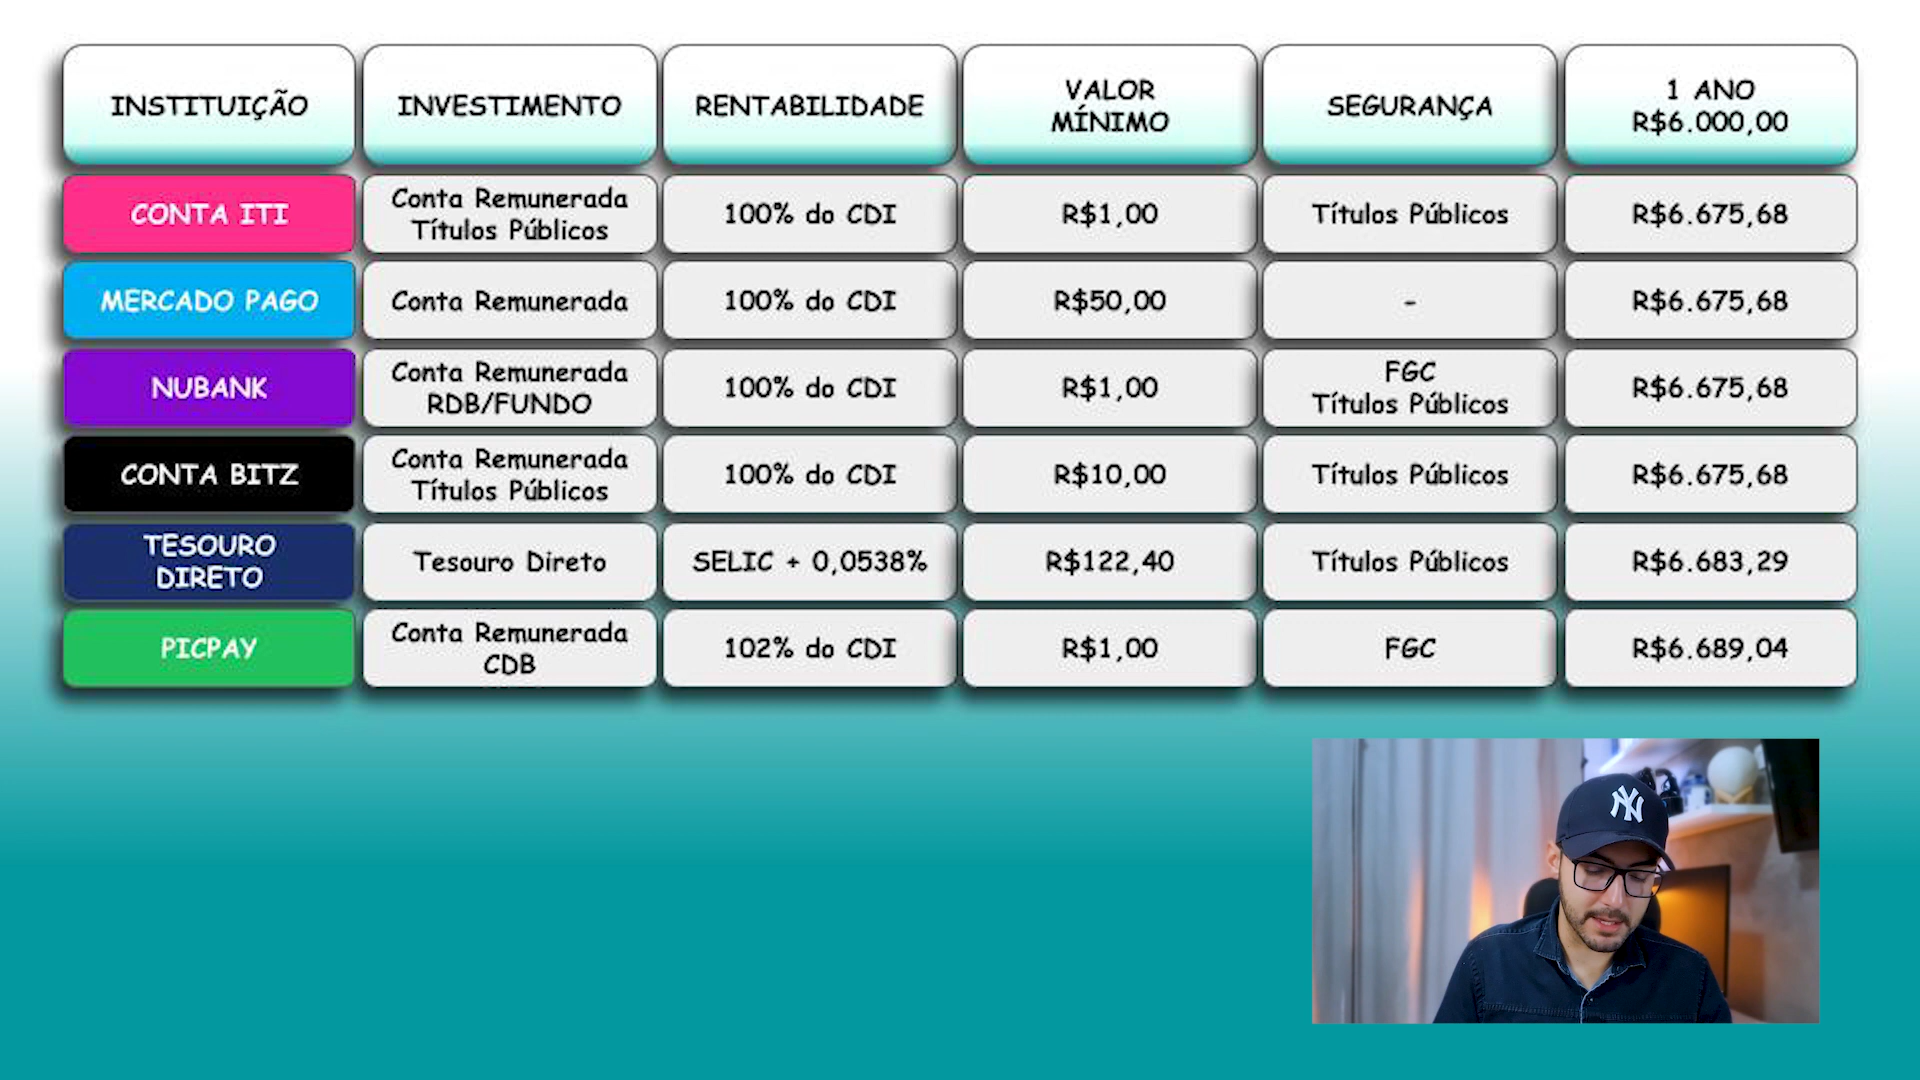 INSTITUIÇÃO
INVESTIMENTO
RENTABILIDADE
VALOR
MÍNIMO
SEGURANÇA
1 ANO
R$6.000,00
CONTA ITI
Conta Remunerada
Títulos Públicos
100% do CDI
R$1,00
Títulos Públicos
R$6.675,68
MERCADO PAGO
Conta Remunerada
100% do CDI
R$50,00
-
R$6.675,68
NUBANK
Conta Remunerada
RDB/FUNDO
100% do CDI
R$1,00
FGC
Títulos Públicos
R$6.675,68
CONTA BITZ
Conta Remunerada
Títulos Públicos
100% do CDI
R$10,00
Títulos Públicos
R$6.675,68
TESOURO
DIRETO
Tesouro Direto
SELIC + 0,0538%
R$122,40
Títulos Públicos
R$6.683,29
PICPAY
Conta Remunerada
CDB
102% do CDI
R$1,00
FGC
R$6.689,04
NY